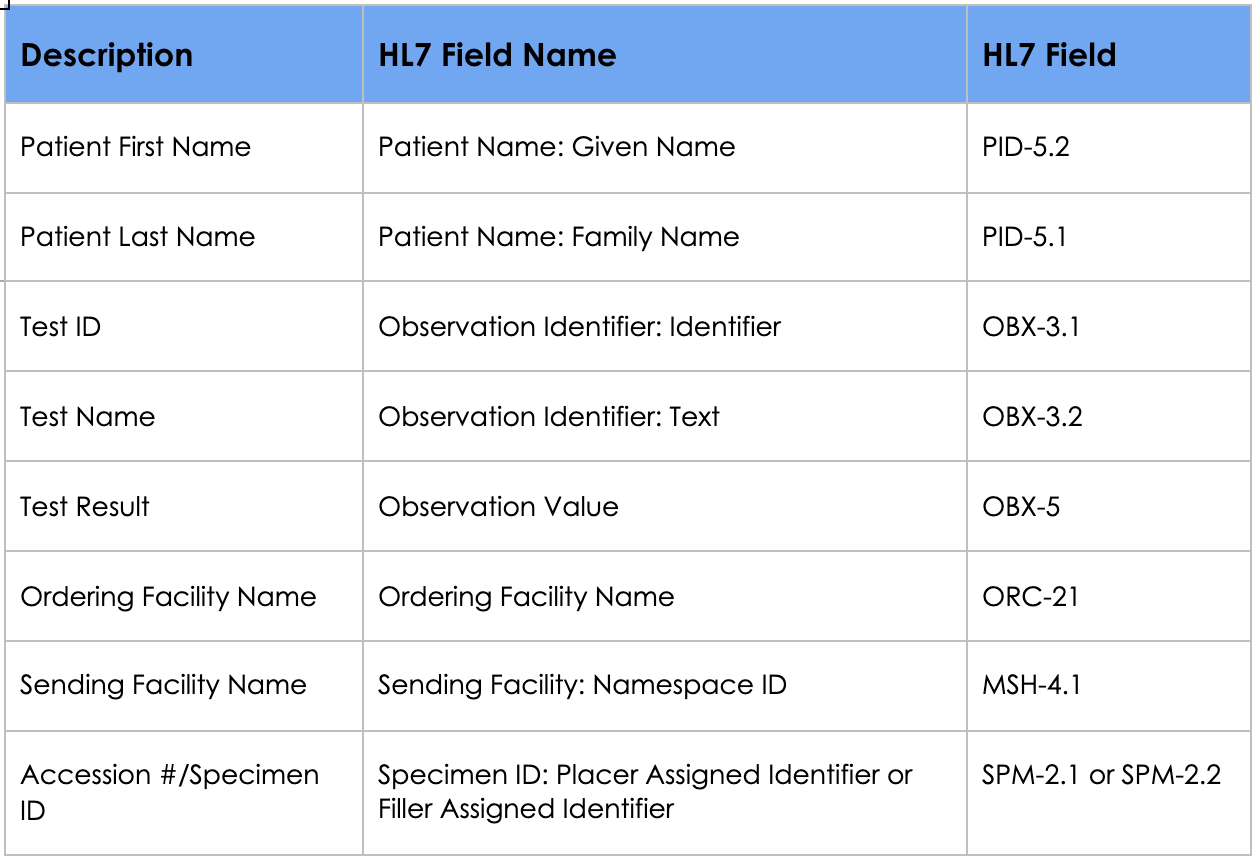 Description HL7 Field Name HL7 Field
Patient First Name Patient Name: Given Name PID-5.2
Patient Last Name Patient Name: Family Name PID-5.1
Test ID Observation Identifier: Identifier OBX-3.1
Test Name Observation Identifier: Text OBX-3.2
Test Result Observation Value OBX-5
Ordering Facility Name Ordering Facility Name ORC-21
Sending Facility Name Sending Facility: Namespace ID MSH-4.1
Accession #/Specimen Specimen ID: Placer Assigned Identifier or SPM-2.1 or SPM-2.2
ID Filler Assigned Identifier